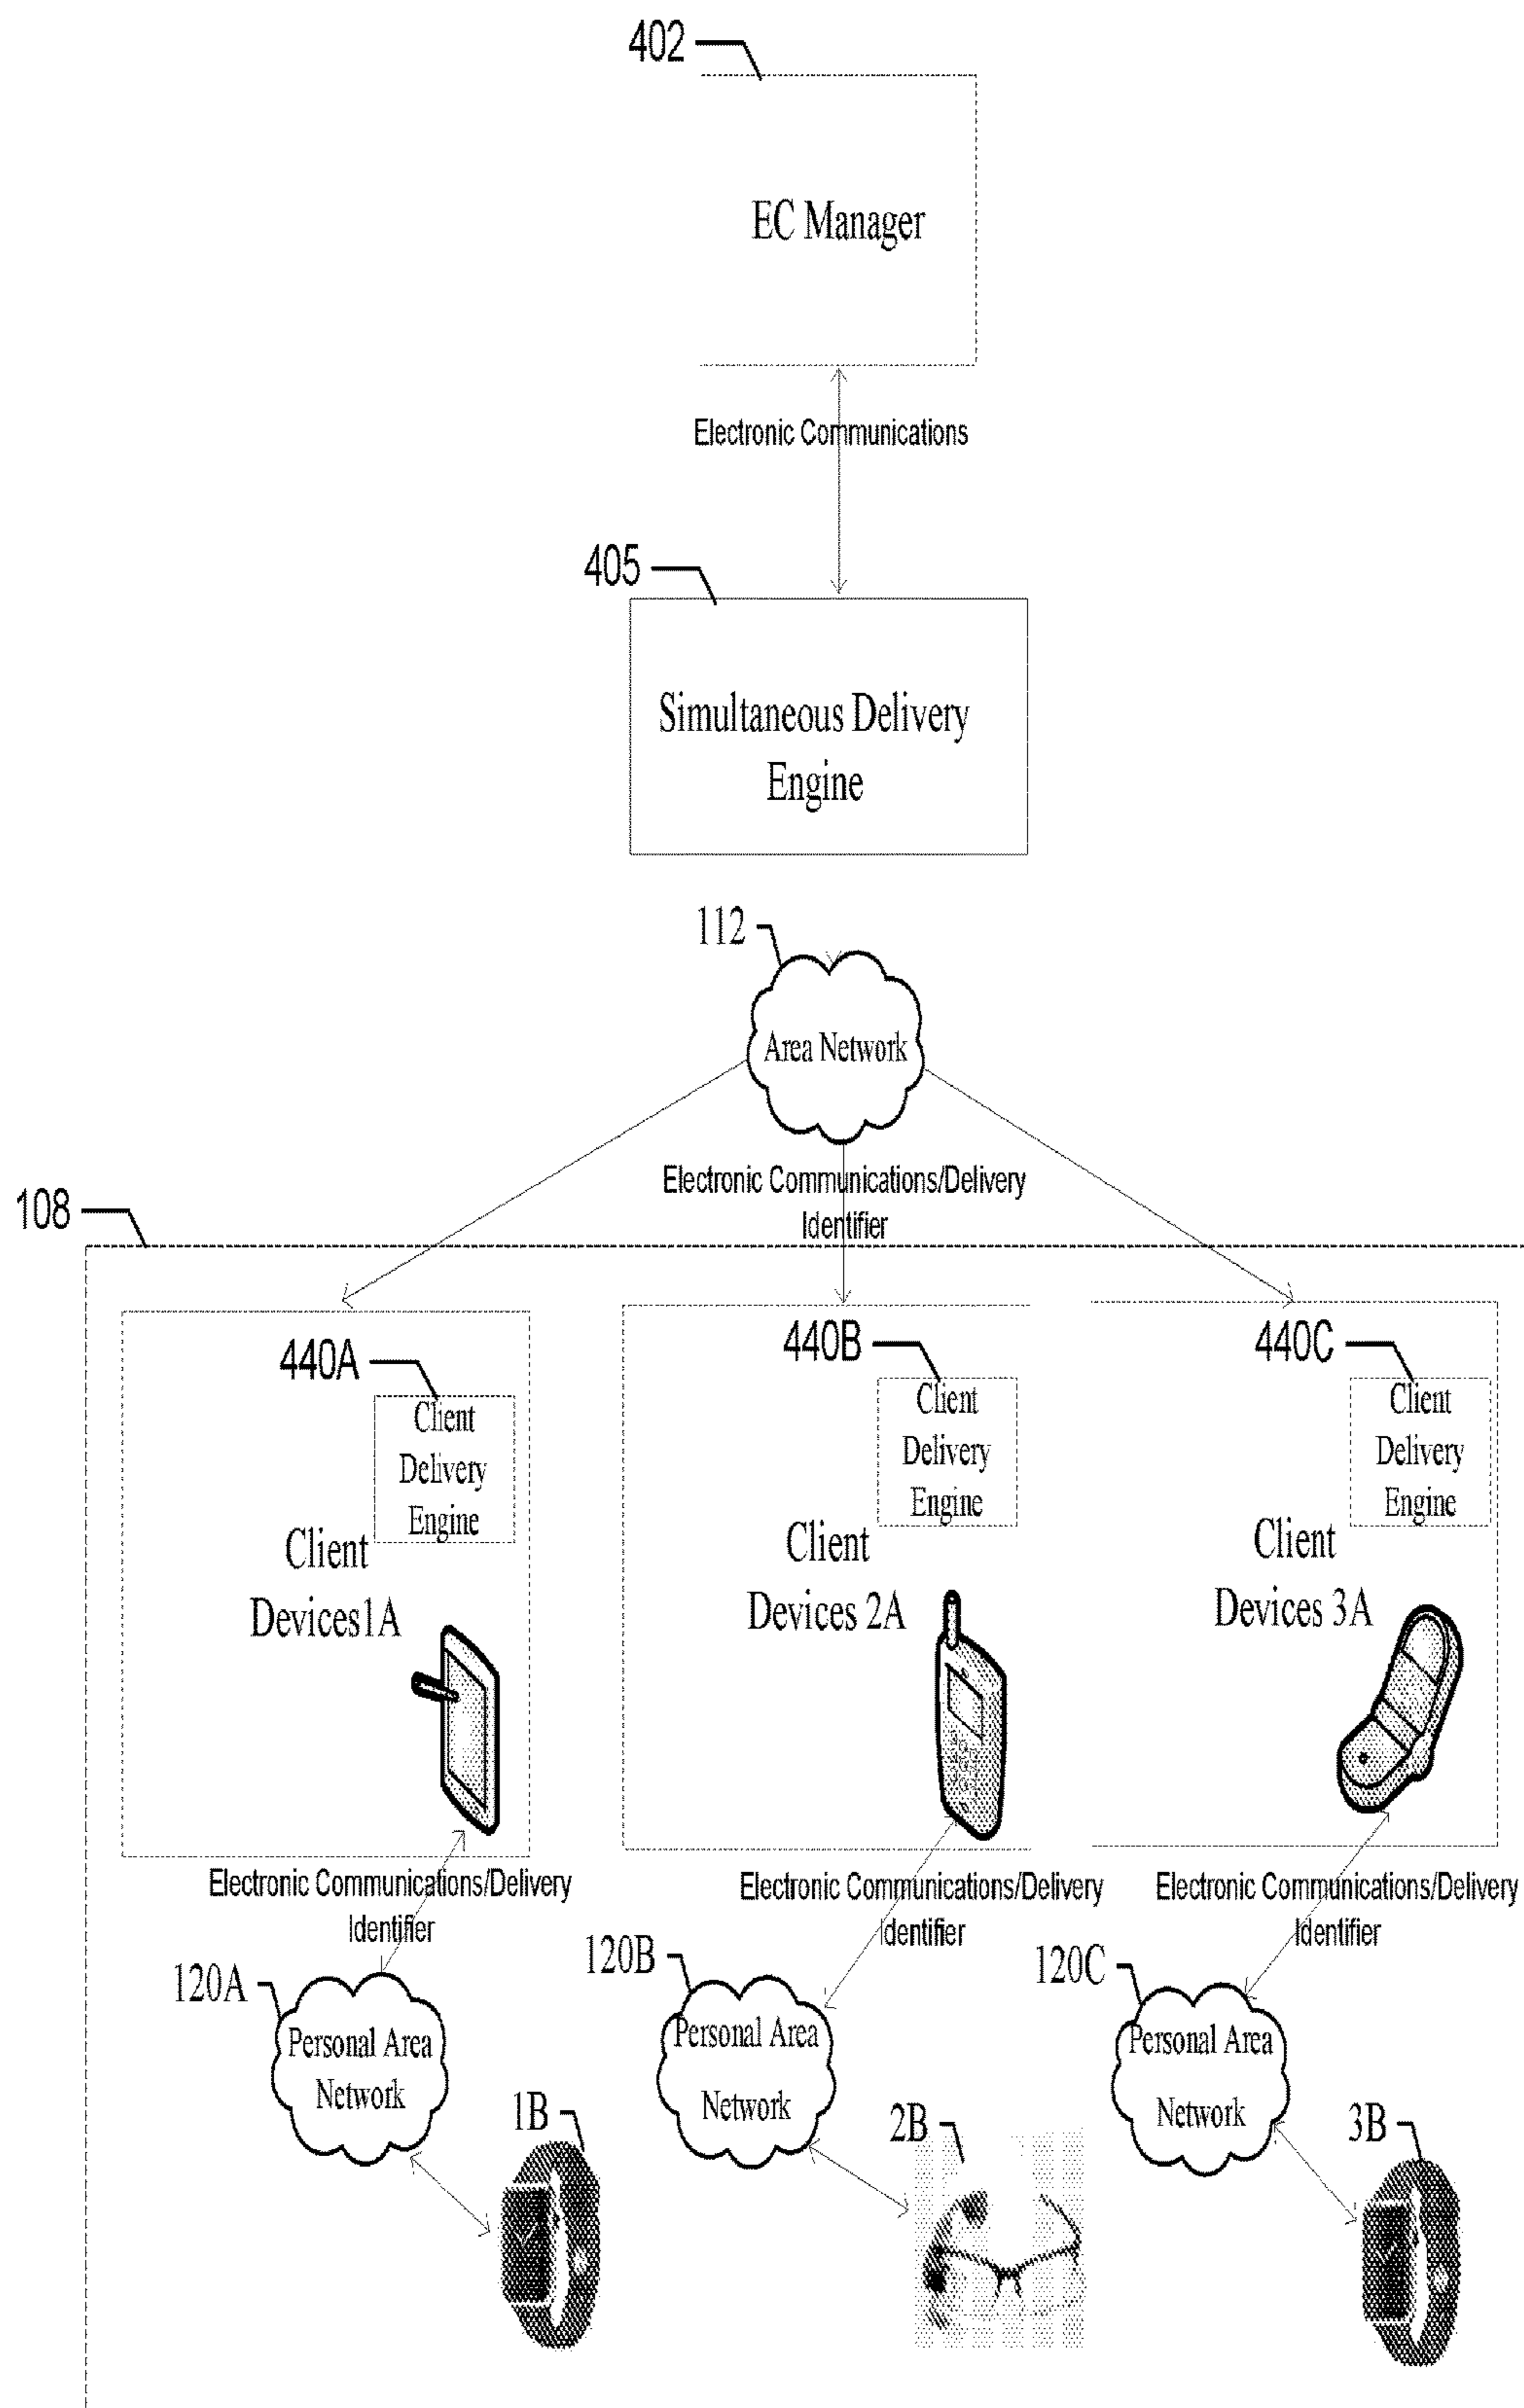 402
EC Manager
Electronic Communications
405
Simultaneous Delivery
Engine
112
Area Network
Electronic Communications/Delivery
Identifier
108
440A
Client
Delivery
Engine
Client
Devices1A
440B
Client
Delivery
Engine
Client
Devices 2A
440C
Client
Delivery
Engine
Client
Devices 3A
Electronic Communications/Delivery
Identifier
Electronic Communications/Delivery
Identifier
Electronic Communications/Delivery
Identifier
120A
Personal Area
Network
120B
Personal Area
Network
120C
Personal Area
Network
1B
2B
3B